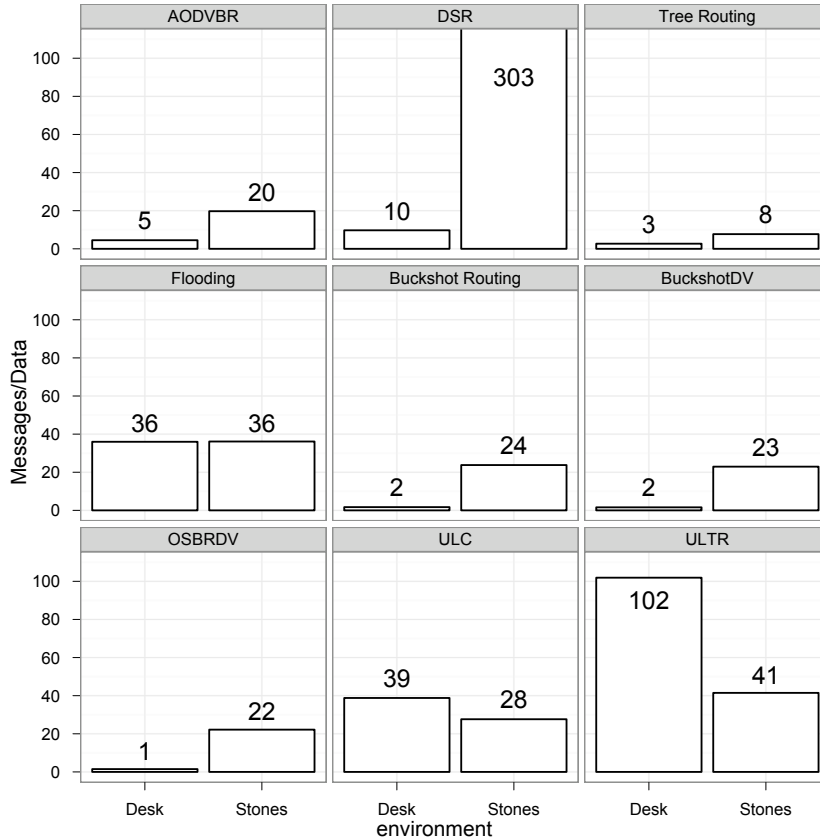 AODVBR DSR Tree Routing
100
80
60
40
20
0
5 20 10 303 3 8
Flooding Buckshot Routing BuckshotDV
100
80
60
40
20
0
36 36 2 24 2 23
OSBRDV ULC ULTR
100
80
60
40
20
0
1 22 39 28 102 41
Messages/Data
Desk Stones Desk Stones Desk Stones
environment